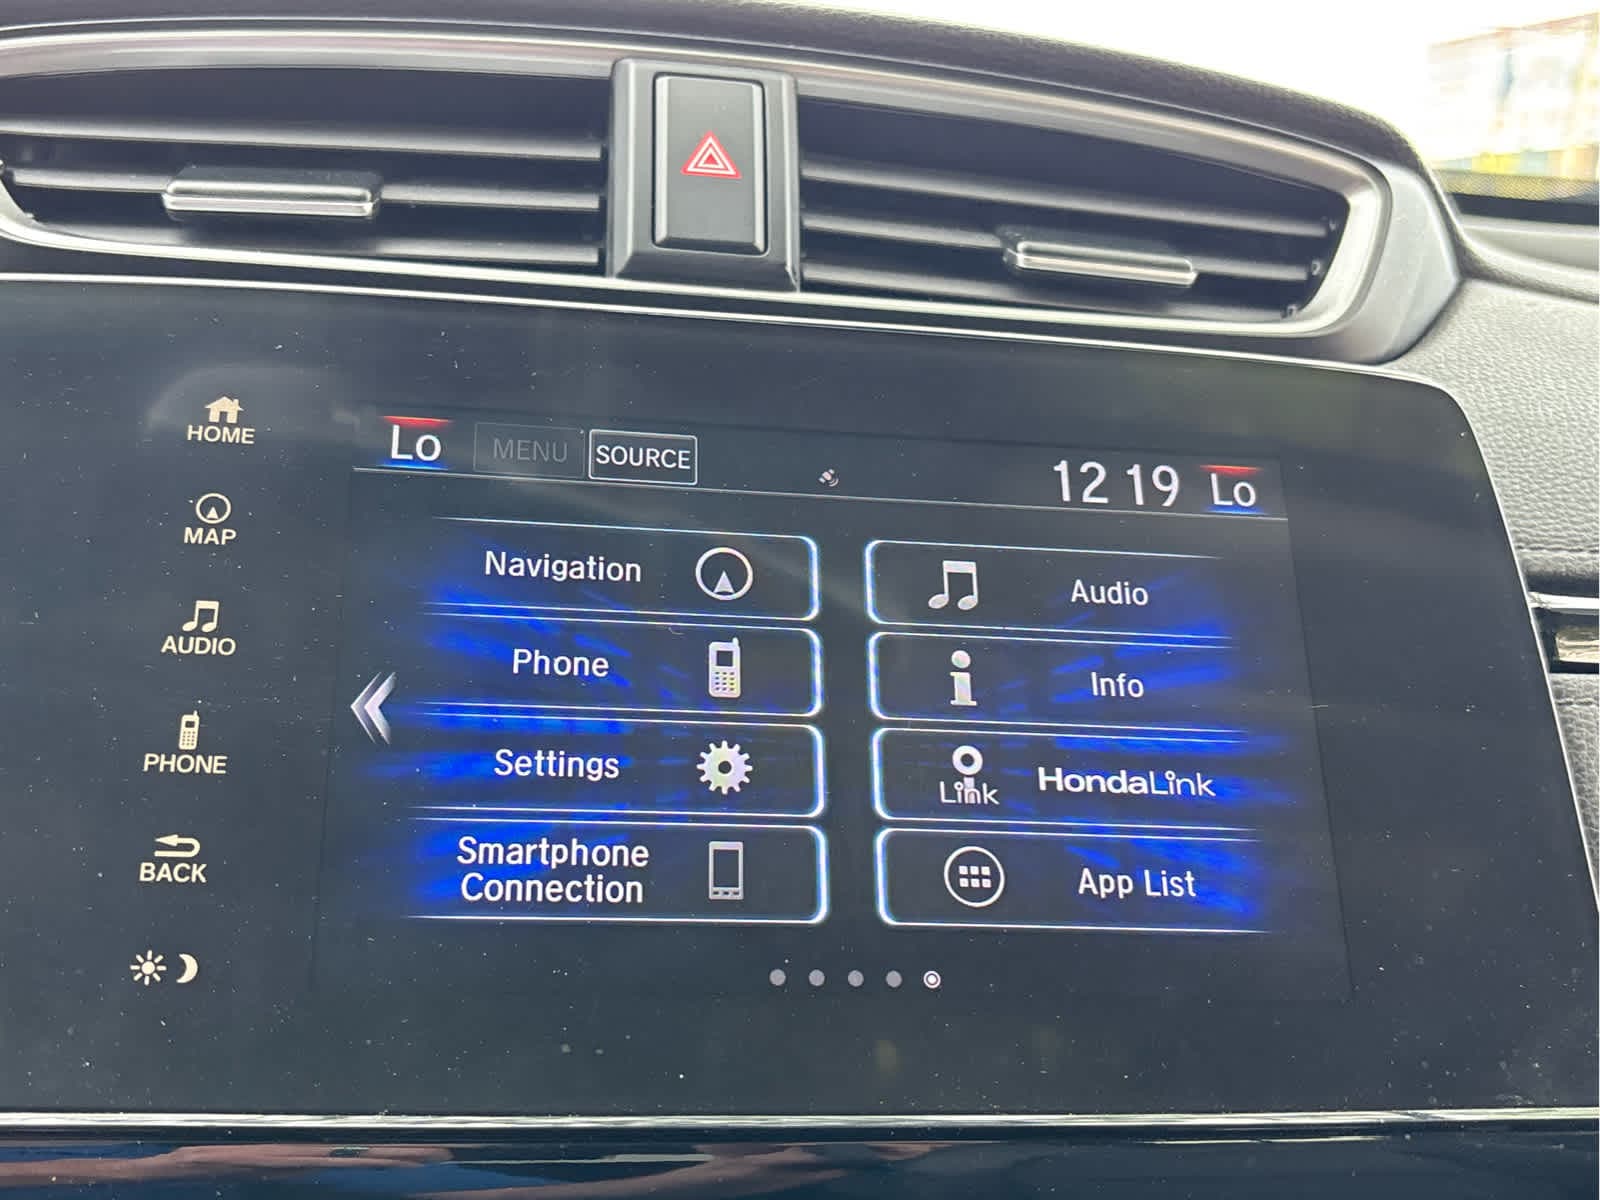 HOME
MAP
AUDIO
PHONE
BACK
Lo MENU SOURCE 12 19 Lo
Navigation
Audio
Phone
Info
Settings
Link HondaLink
Smartphone
Connection
App List